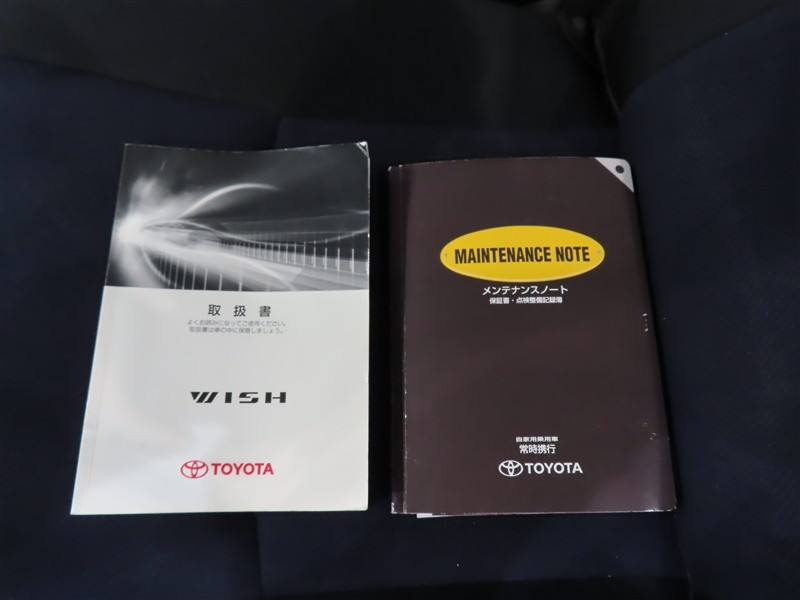 取扱書
よくお読みになってご使用ください。
取扱書は車の中に保管しましょう。
WISH
TOYOTA
MAINTENANCE NOTE
メンテナンスノート
保証書・点検整備記録簿
自家用乗用車
常時携行
TOYOTA